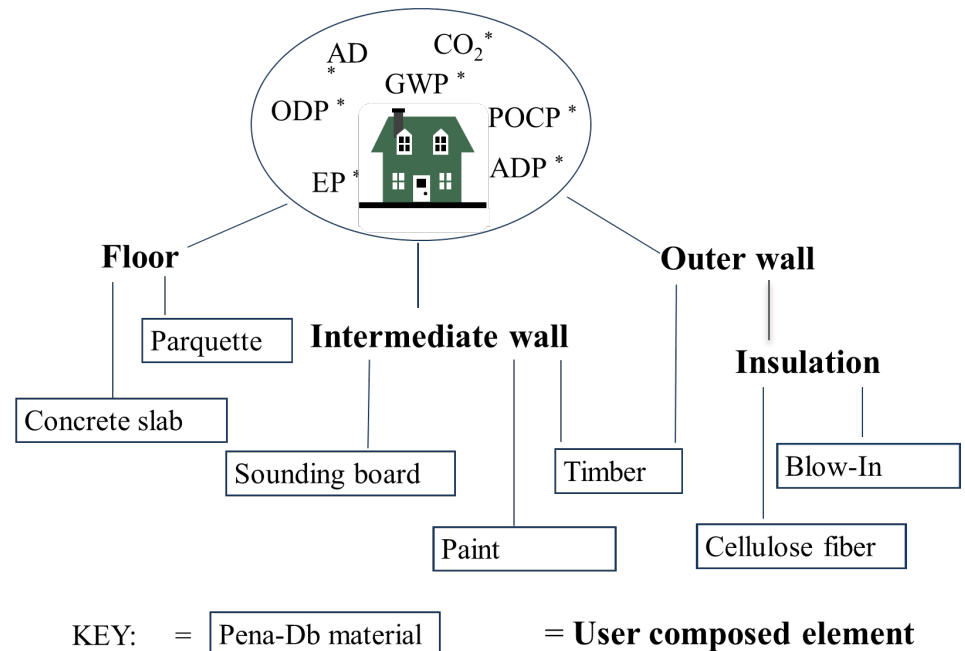 AD *
CO₂*
GWP *
ODP *
POCP *
EP *
ADP *
Floor
Outer wall
Parquette
Intermediate wall
Insulation
Concrete slab
Sounding board
Timber
Blow-In
Paint
Cellulose fiber
KEY: = Pena-Db material = User composed element